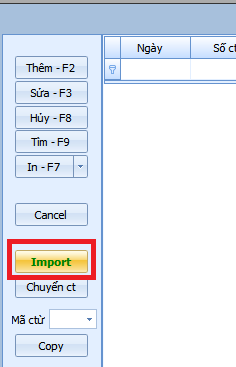 Ngày Số c
Thêm - F2
Sửa - F3
Hủy - F8
Tìm - F9
In - F7
Cancel
Import
Chuyển ct
Mã ctừ
Copy